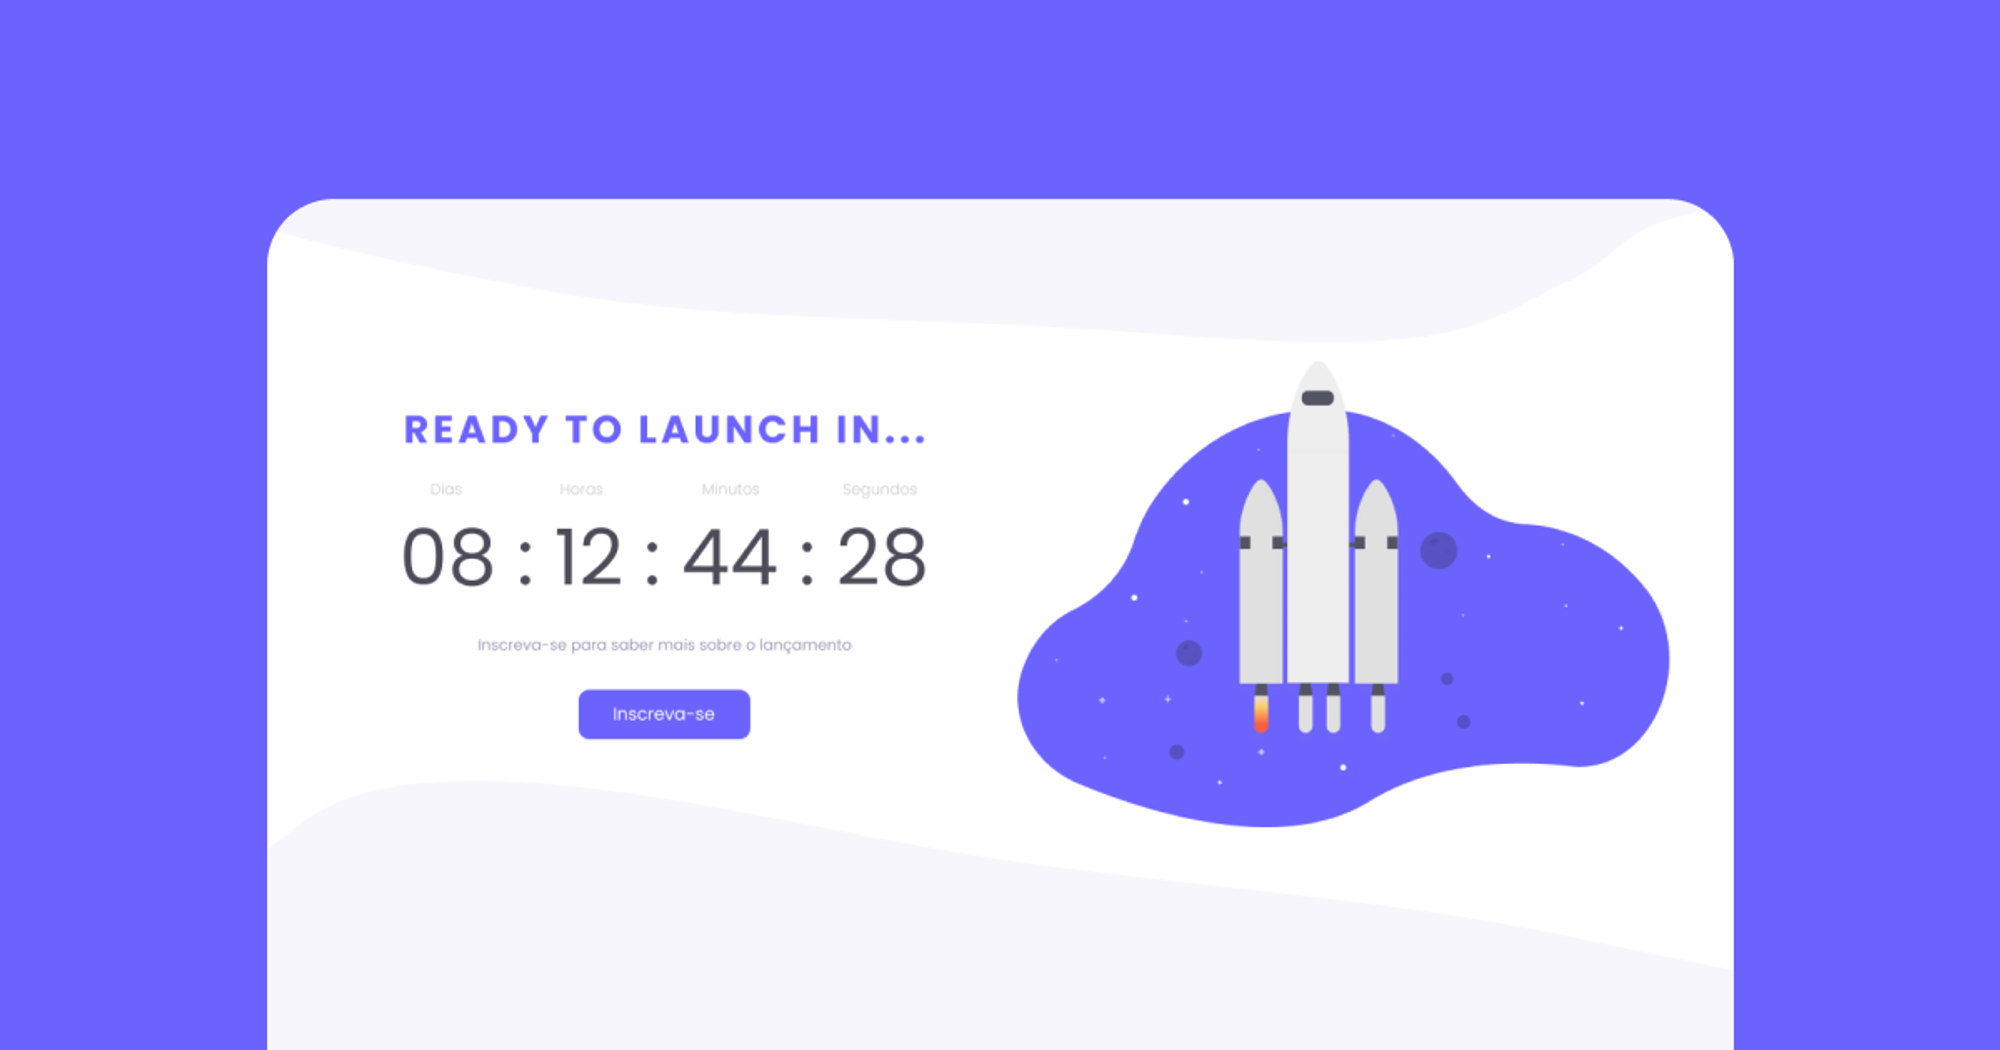 READY TO LAUNCH IN...
Dias Horas Minutos Segundos
08 : 12 : 44 : 28
Inscreva-se para saber mais sobre o lançamento
Inscreva-se